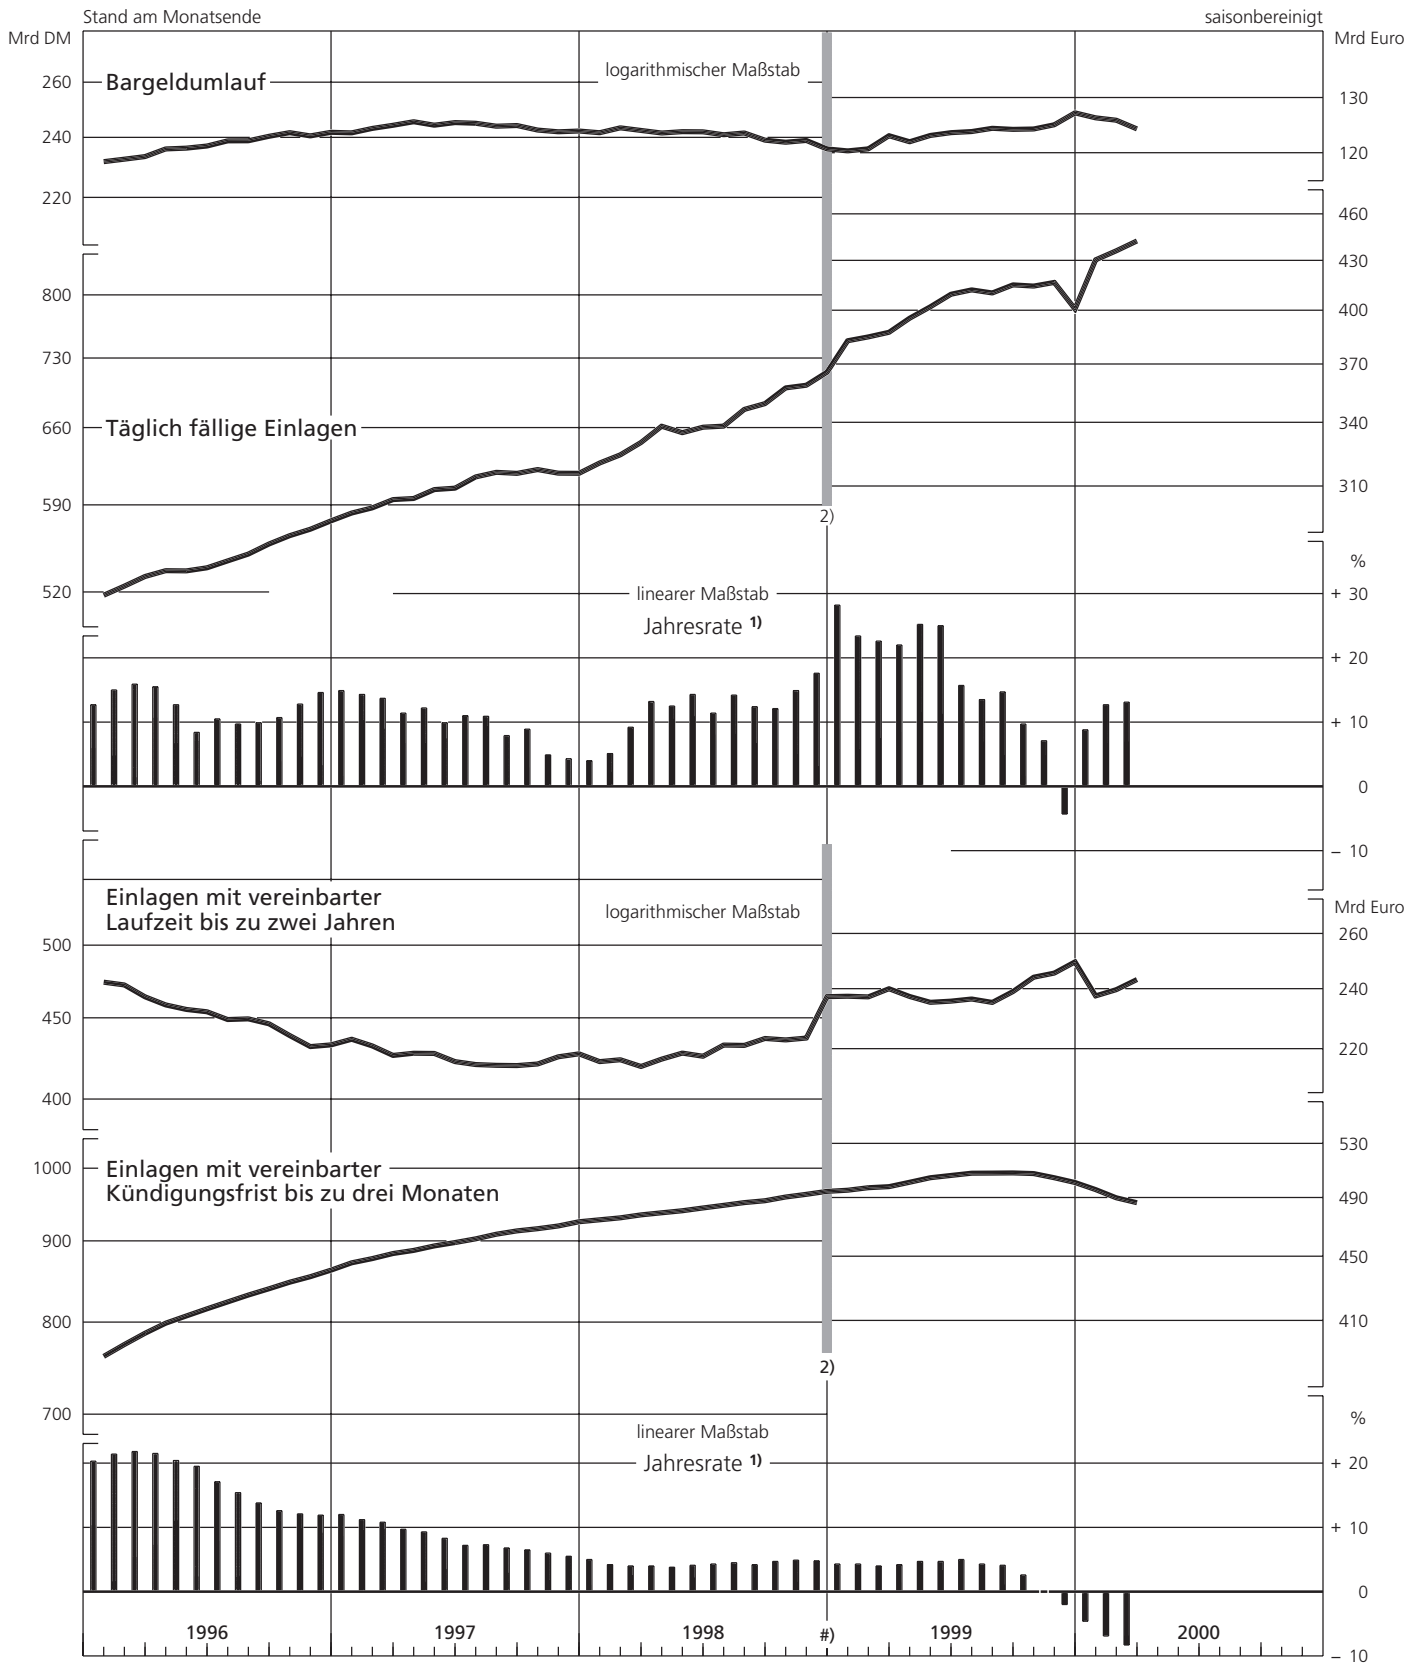 Stand am Monatsende saisonbereinigt
Mrd DM Mrd Euro
logarithmischer Maßstab
260 Bargeldumlauf
130
240
120
220
460
430
800
400
730
370
660 Täglich fällige Einlagen
340
310
590
2)
%
520 linearer Maßstab + 30
Jahresrate 1)
+ 20
+ 10
0
– 10
Einlagen mit vereinbarter
Laufzeit bis zu zwei Jahren
logarithmischer Maßstab Mrd Euro
260
500
240
450
220
400
530
1000 Einlagen mit vereinbarter
Kündigungsfrist bis zu drei Monaten
490
900
450
800 410
2)
700 %
linearer Maßstab
Jahresrate 1) + 20
+ 10
0
1996 1997 1998 #) 1999 2000
– 10